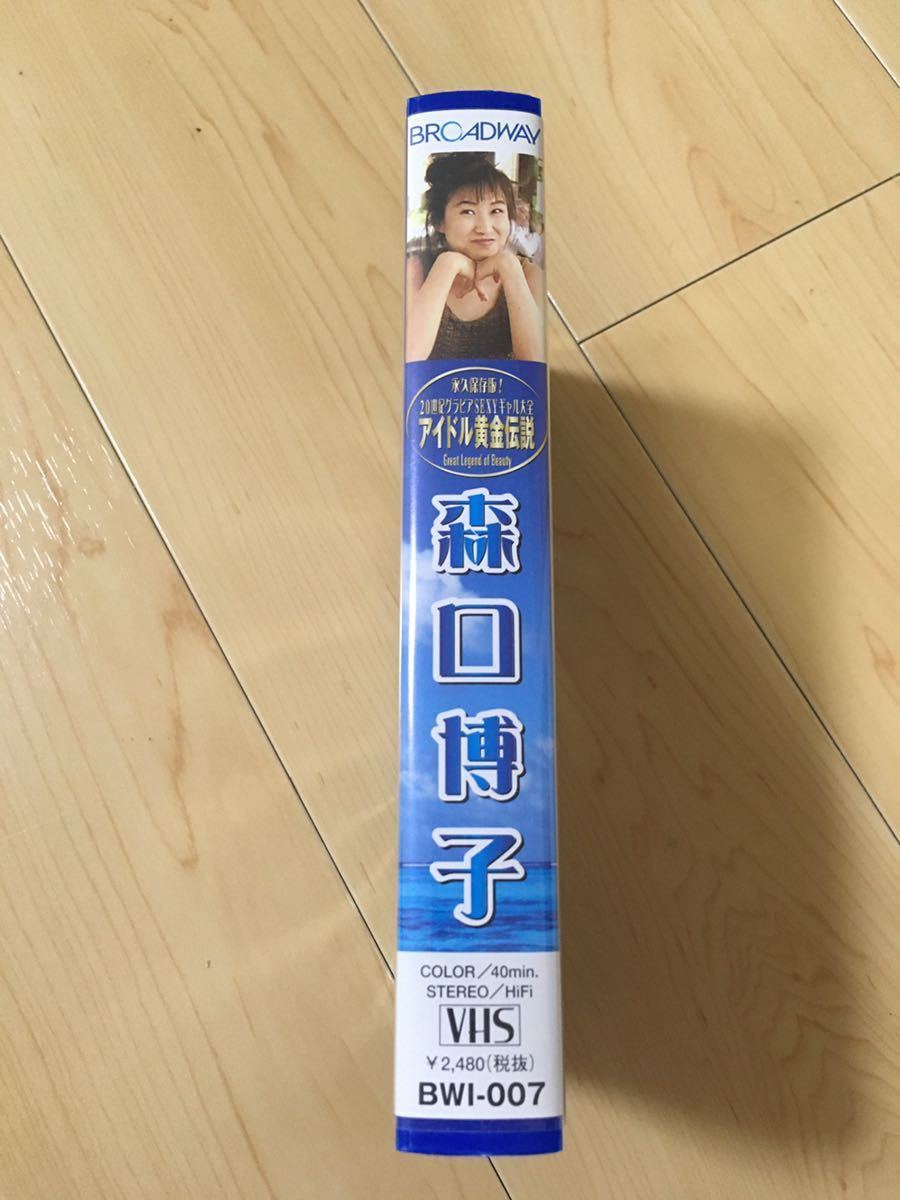 BROADWAY
永久保存版!
20世紀グラビアSEXYギャル大全
アイドル黄金伝説
Great Legend of Beauty
森口博子
COLOR/40min.
STEREO/HiFi
VHS
¥2,480(税抜)
BWI-007